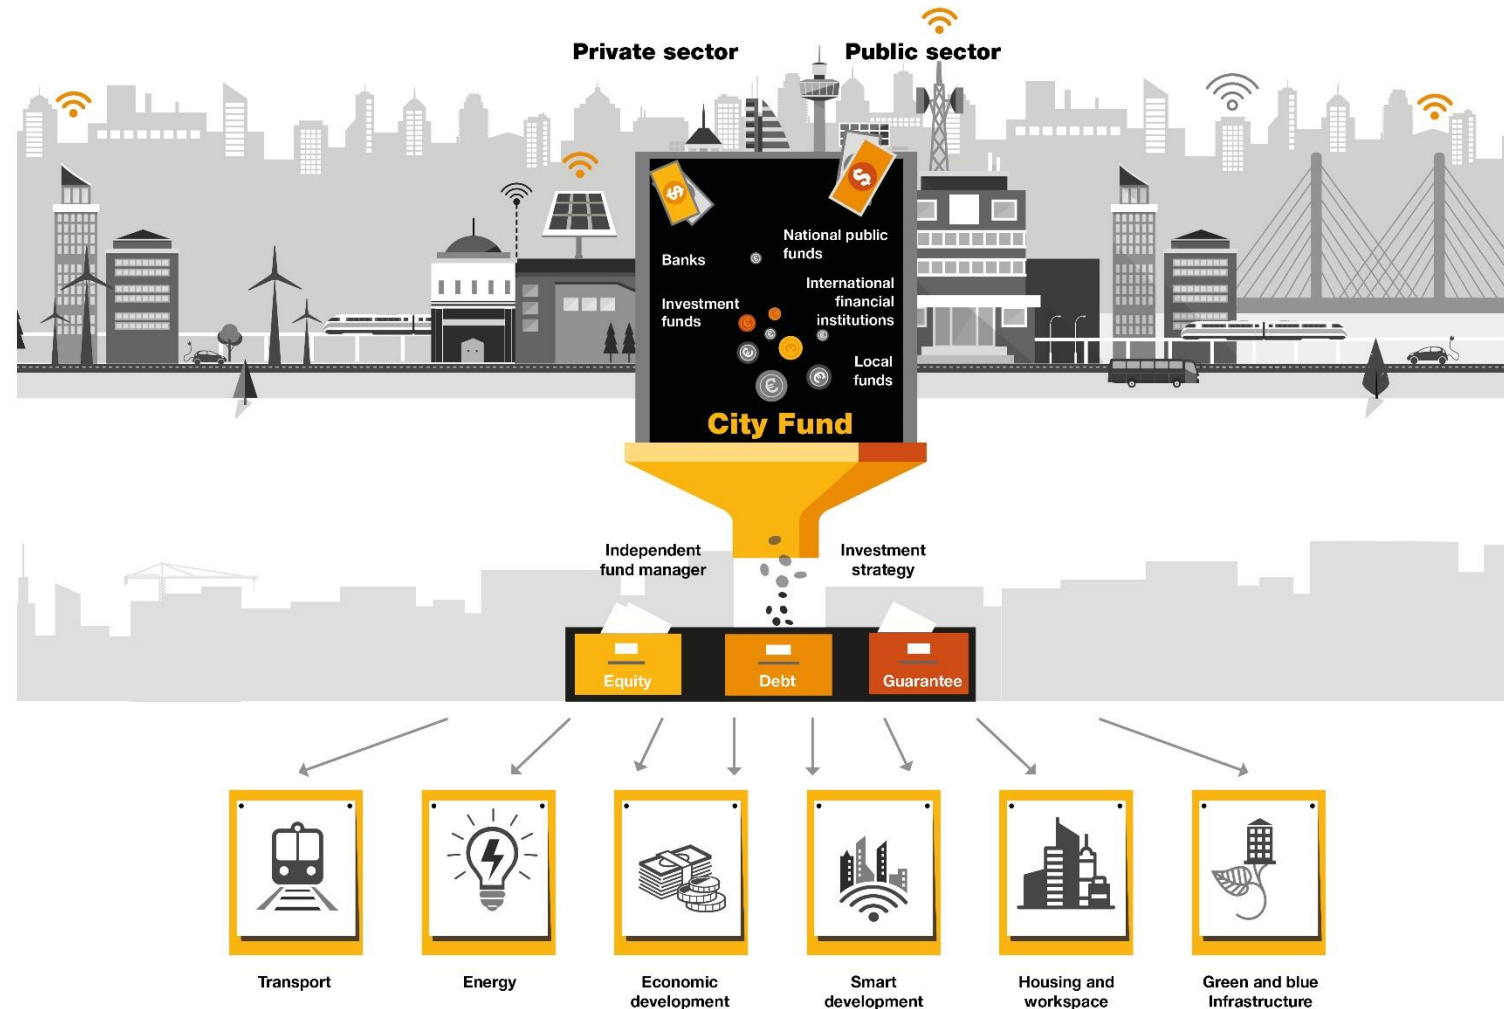 Private sector
Public sector
$
$
National public
funds
Banks
International
financial
institutions
Investment
funds
Local
funds
€
City Fund
Independent
fund manager
Investment
strategy
Equity
Debt
Guarantee
Transport
Energy
Economic
development
Smart
development
Housing and
workspace
Green and blue
Infrastructure